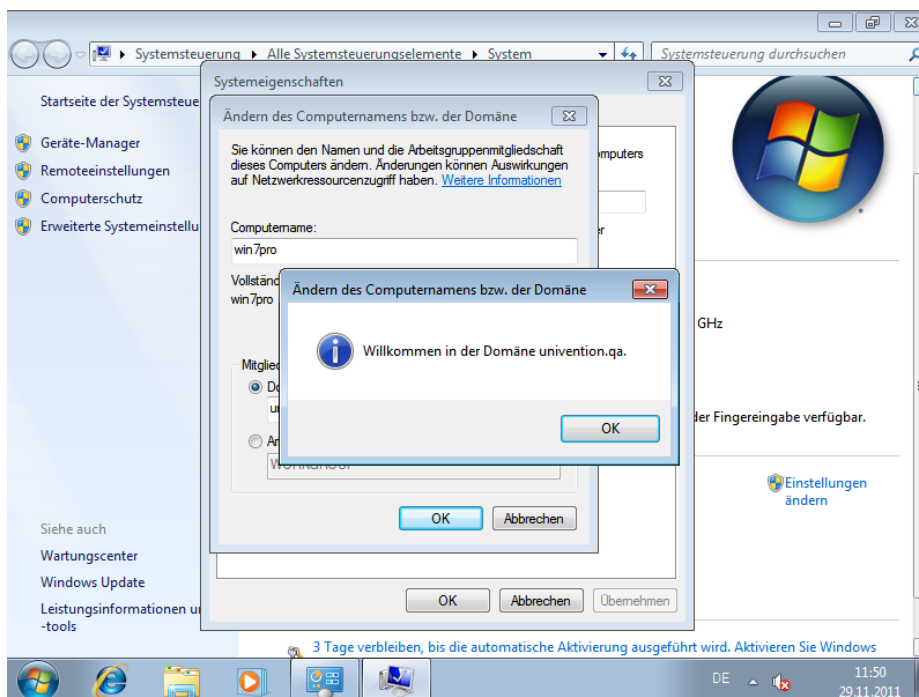 Systemsteuerung ▸ Alle Systemsteuerungselemente ▸ System
Systemsteuerung durchsuchen
Startseite der Systemsteue
Geräte-Manager
Remoteeinstellungen
Computerschutz
Erweiterte Systemeinstellu
Siehe auch
Wartungscenter
Windows Update
Leistungsinformationen u
-tools
Systemeigenschaften
Ändern des Computernamens bzw. der Domäne
Sie können den Namen und die Arbeitsgruppenmitgliedschaft
dieses Computers ändern. Änderungen können Auswirkungen
auf Netzwerkressourcenzugriff haben. Weitere Informationen
Computername:
win7pro
Vollständ
win7pro
Mitglied
Do
un
Ar
OK
Abbrechen
Ändern des Computernamens bzw. der Domäne
Willkommen in der Domäne univention.qa.
OK
mputers
er
OK
Abbrechen
Übernehmen
GHz
der Fingereingabe verfügbar.
Einstellungen
ändern
3 Tage verbleiben, bis die automatische Aktivierung ausgeführt wird. Aktivieren Sie Windows
DE
11:50
29.11.2011